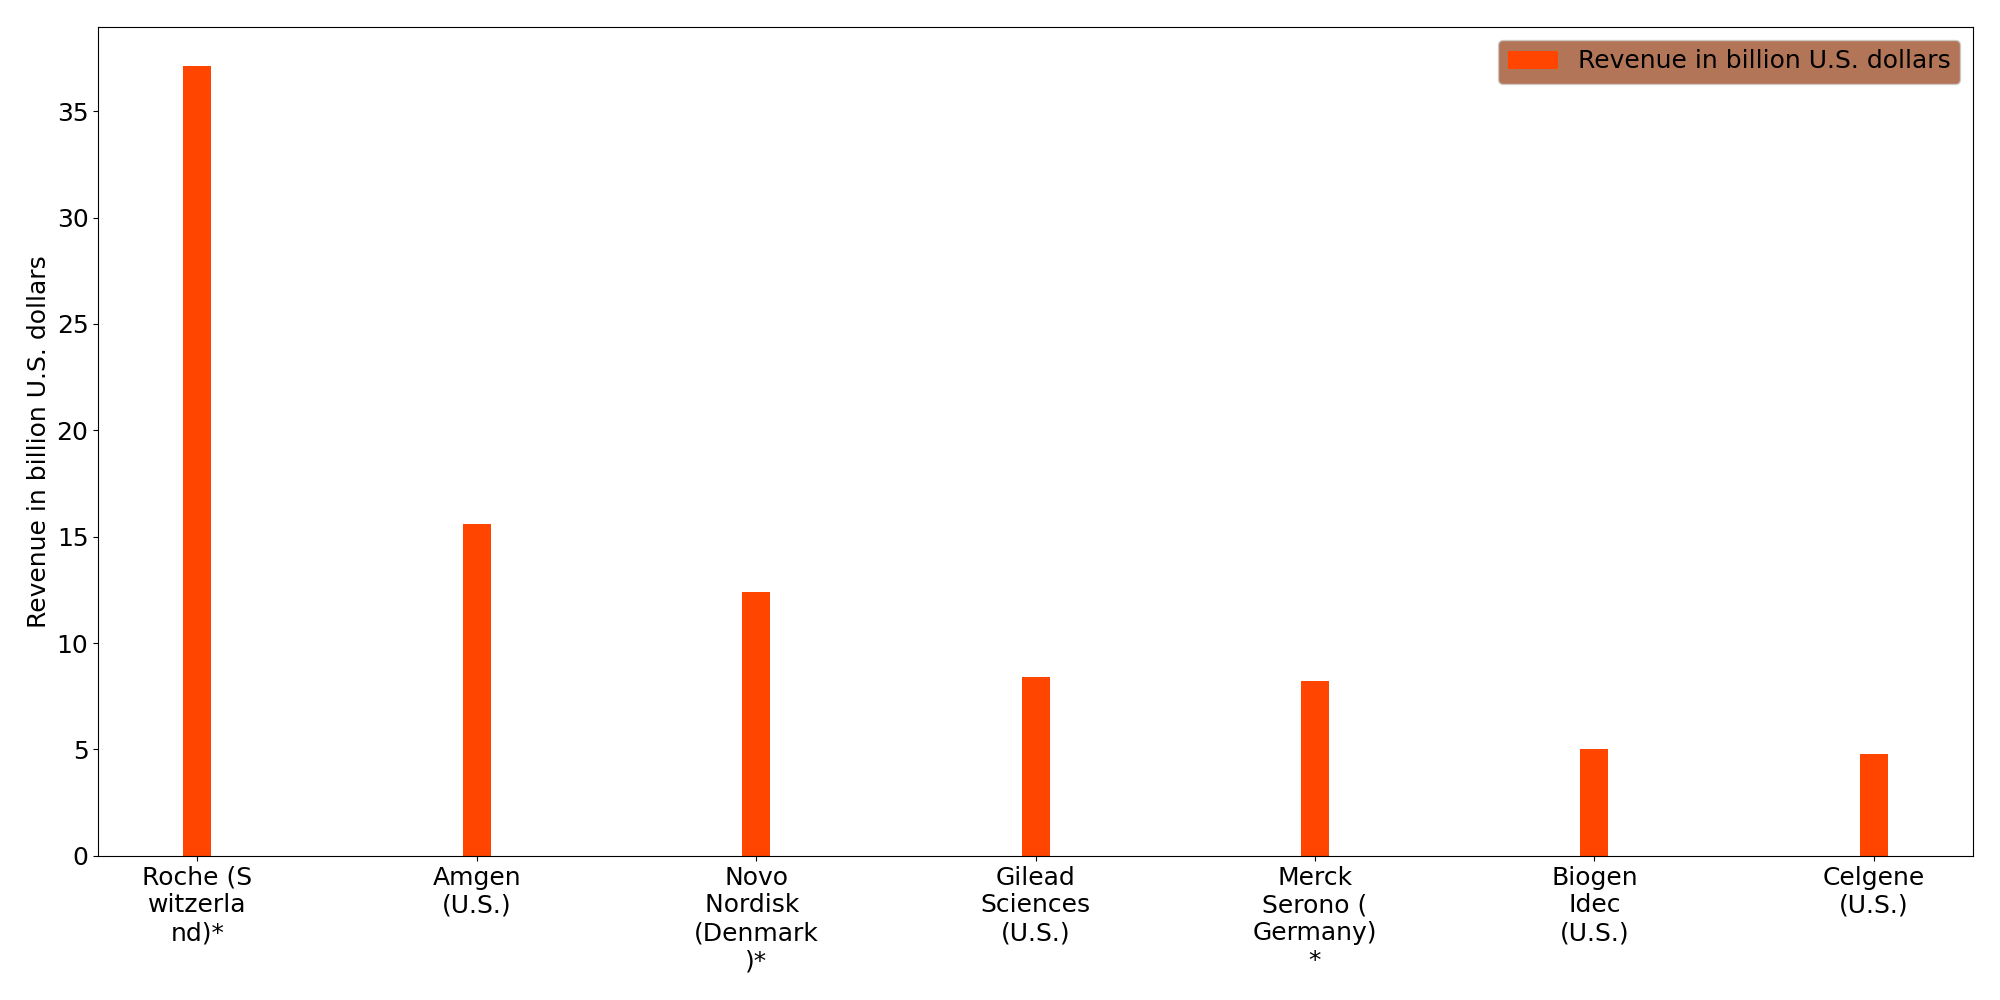 Revenue in billion U.S. dollars
Revenue in billion U.S. dollars
35
30
25
20
15
10
5
0
Roche (S
witzerla
nd)*
Amgen
(U.S.)
Novo
Nordisk
(Denmark
)*
Gilead
Sciences
(U.S.)
Merck
Serono (
Germany)
*
Biogen
Idec
(U.S.)
Celgene
(U.S.)